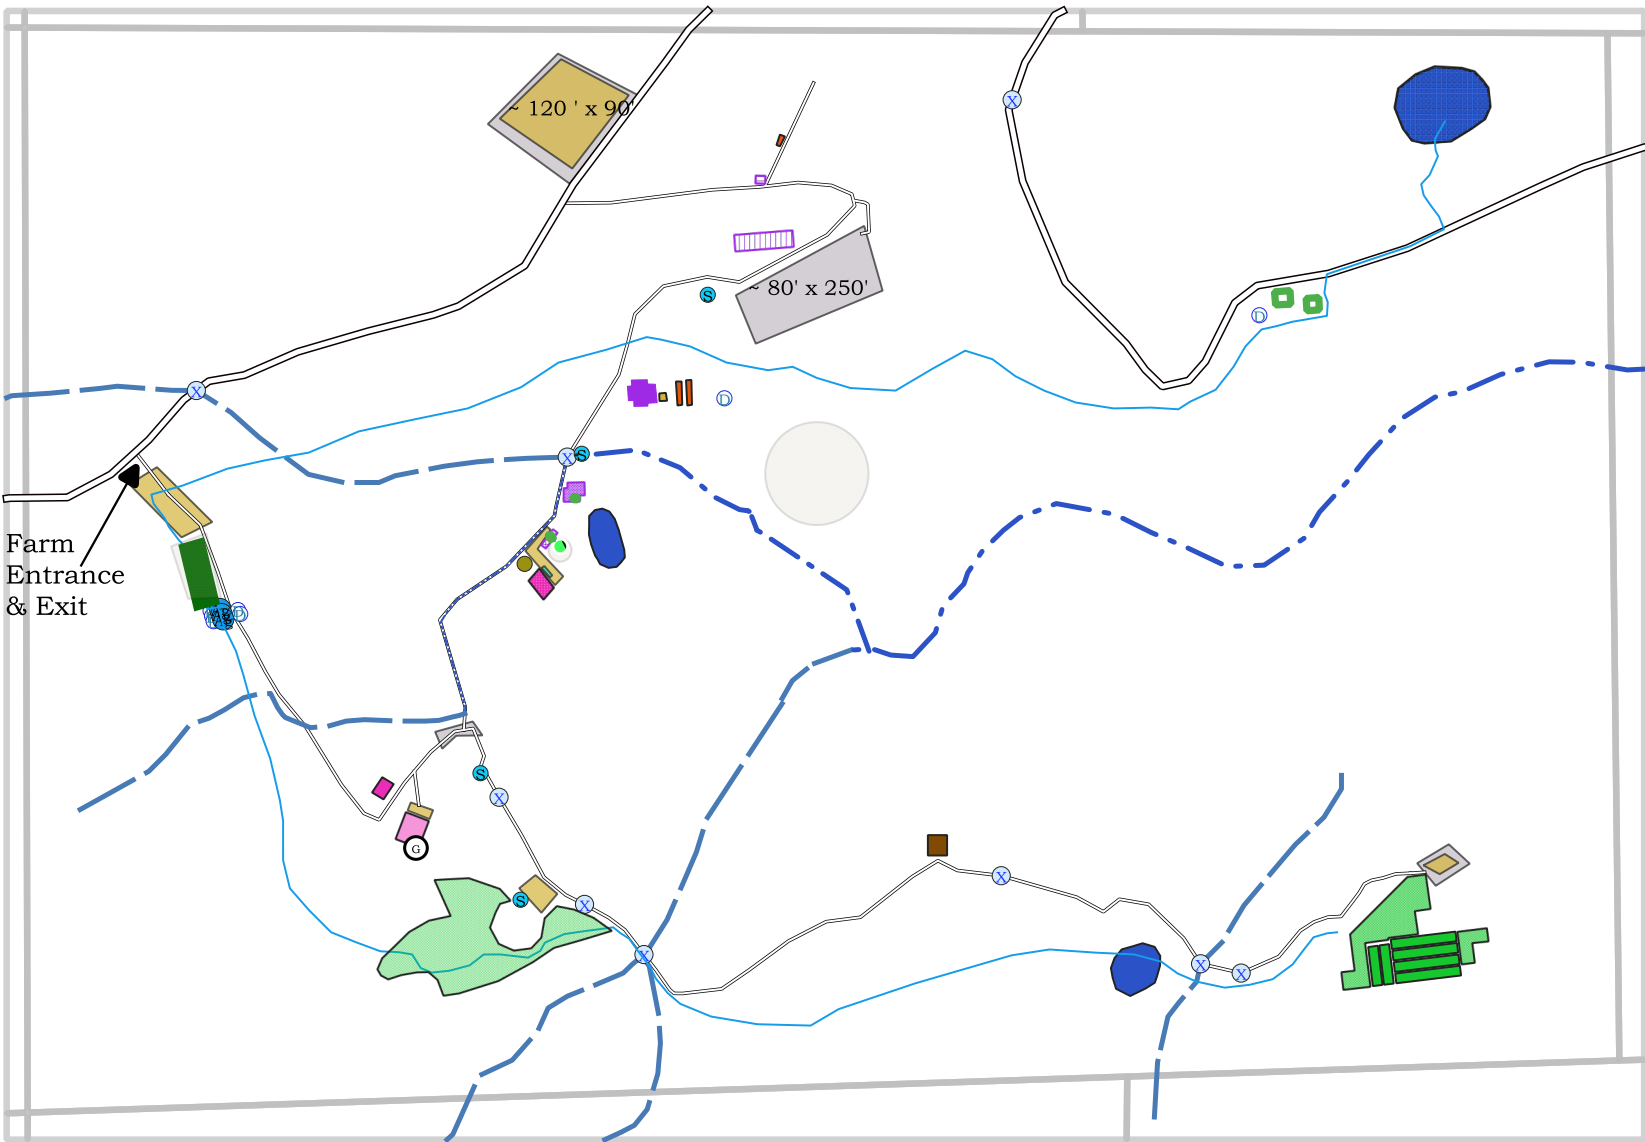 ~ 120 ' x 90'
X
~ 80' x 250'
S
D
X
D
X
S
Farm
Entrance
& Exit
D
S
X
G
S
X
X
X
X
X